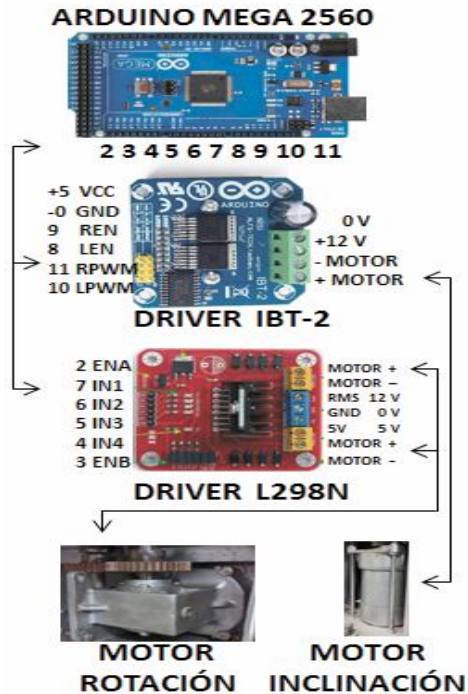 ARDUINO MEGA 2560
MEGA
2 3 4 5 6 7 8 9 10 11
+5 VCC
-0 GND
9 REN
8 LEN
11 RPWM
10 LPWM
0 V
+12 V
- MOTOR
+ MOTOR
IBT-2
DRIVER IBT-2
2 ENA
7 IN1
6 IN2
5 IN3
4 IN4
3 ENB
MOTOR +
MOTOR –
RMS 12 V
GND 0 V
5V 5 V
MOTOR +
MOTOR -
DRIVER L298N
MOTOR
ROTACIÓN
MOTOR
INCLINACIÓN